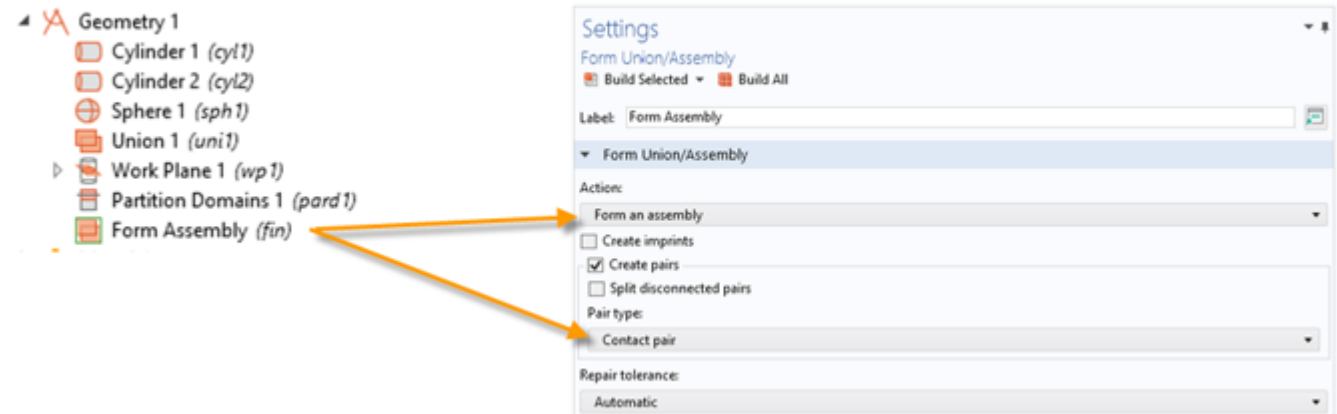 Geometry 1
Cylinder 1 (cyl1)
Cylinder 2 (cyl2)
Sphere 1 (sph1)
Union 1 (uni1)
Work Plane 1 (wp1)
Partition Domains 1 (pard1)
Form Assembly (fin)
Settings
Form Union/Assembly
Build Selected Build All
Label: Form Assembly
Form Union/Assembly
Action:
Form an assembly
Create imprints
Create pairs
Split disconnected pairs
Pair type:
Contact pair
Repair tolerance:
Automatic